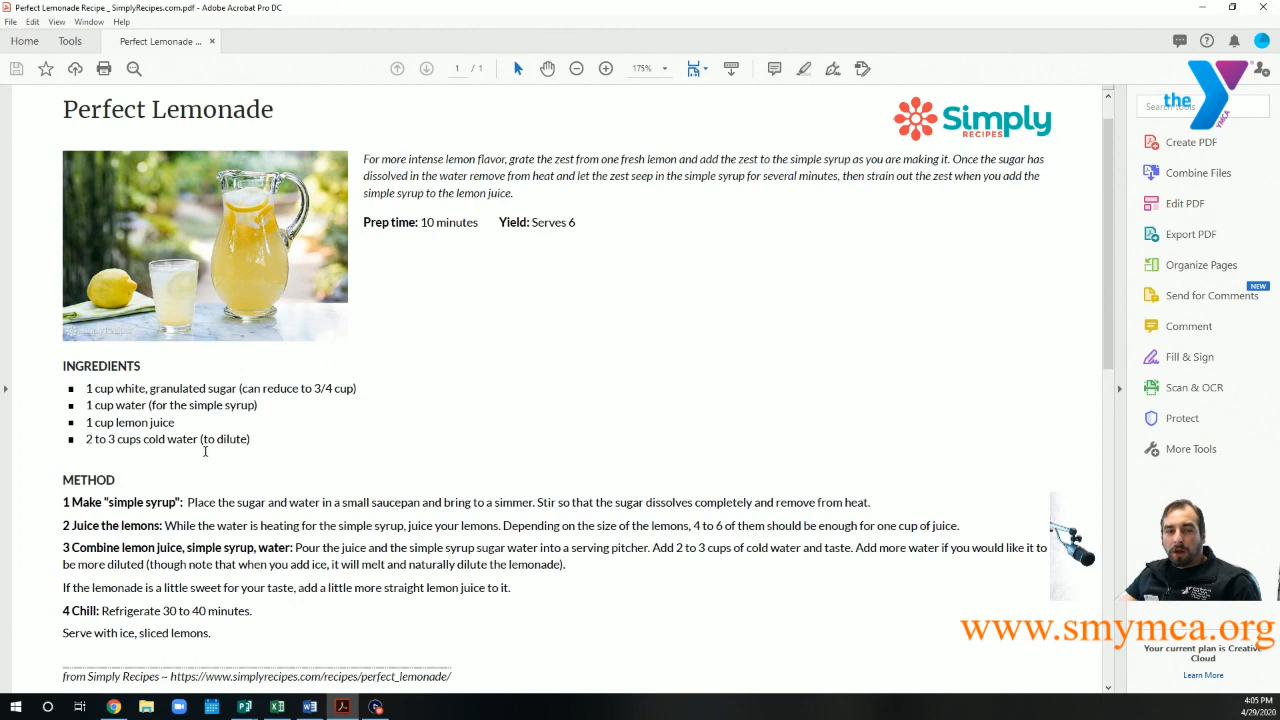 Perfect Lemonade Recipe _ SimplyRecipes.com.pdf - Adobe Acrobat Pro DC
File Edit View Window Help
Home Tools Perfect Lemonade ... ×
1 / 1 175%
the
YMCA
Search tools
Perfect Lemonade
Simply
RECIPES
For more intense lemon flavor, grate the zest from one fresh lemon and add the zest to the simple syrup as you are making it. Once the sugar has
dissolved in the water remove from heat and let the zest seep in the simple syrup for several minutes, then strain out the zest when you add the
simple syrup to the lemon juice.
Prep time: 10 minutes Yield: Serves 6
Simply Recipes
INGREDIENTS
■ 1 cup white, granulated sugar (can reduce to 3/4 cup)
■ 1 cup water (for the simple syrup)
■ 1 cup lemon juice
■ 2 to 3 cups cold water (to dilute)
METHOD
1 Make "simple syrup": Place the sugar and water in a small saucepan and bring to a simmer. Stir so that the sugar dissolves completely and remove from heat.
2 Juice the lemons: While the water is heating for the simple syrup, juice your lemons. Depending on the size of the lemons, 4 to 6 of them should be enough for one cup of juice.
3 Combine lemon juice, simple syrup, water: Pour the juice and the simple syrup sugar water into a serving pitcher. Add 2 to 3 cups of cold water and taste. Add more water if you would like it to
be more diluted (though note that when you add ice, it will melt and naturally dilute the lemonade).
If the lemonade is a little sweet for your taste, add a little more straight lemon juice to it.
4 Chill: Refrigerate 30 to 40 minutes.
Serve with ice, sliced lemons.
from Simply Recipes ~ https://www.simplyrecipes.com/recipes/perfect_lemonade/
Create PDF
Combine Files
Edit PDF
Export PDF
Organize Pages
NEW
Send for Comments
Comment
Fill & Sign
Scan & OCR
Protect
More Tools
www.smymca.org
Your current plan is Creative
Cloud
Learn More
4:05 PM
4/29/2020